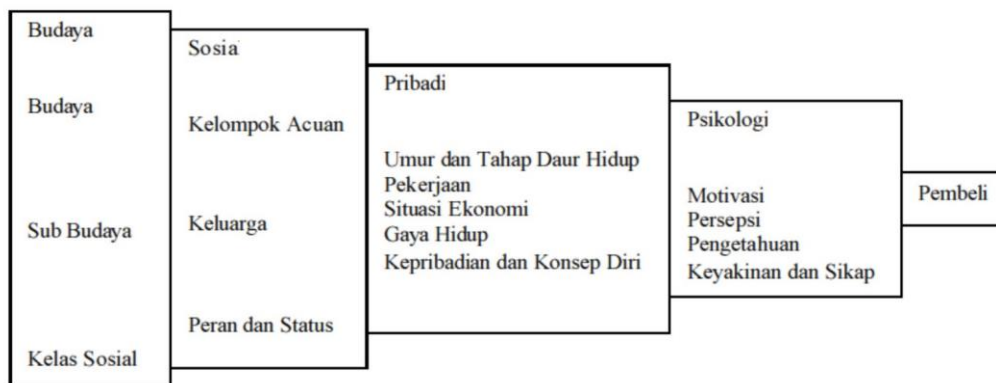 Budaya
Budaya
Sub Budaya
Kelas Sosial
Sosia
Kelompok Acuan
Keluarga
Peran dan Status
Pribadi
Umur dan Tahap Daur Hidup
Pekerjaan
Situasi Ekonomi
Gaya Hidup
Kepribadian dan Konsep Diri
Psikologi
Motivasi
Persepsi
Pengetahuan
Keyakinan dan Sikap
Pembeli